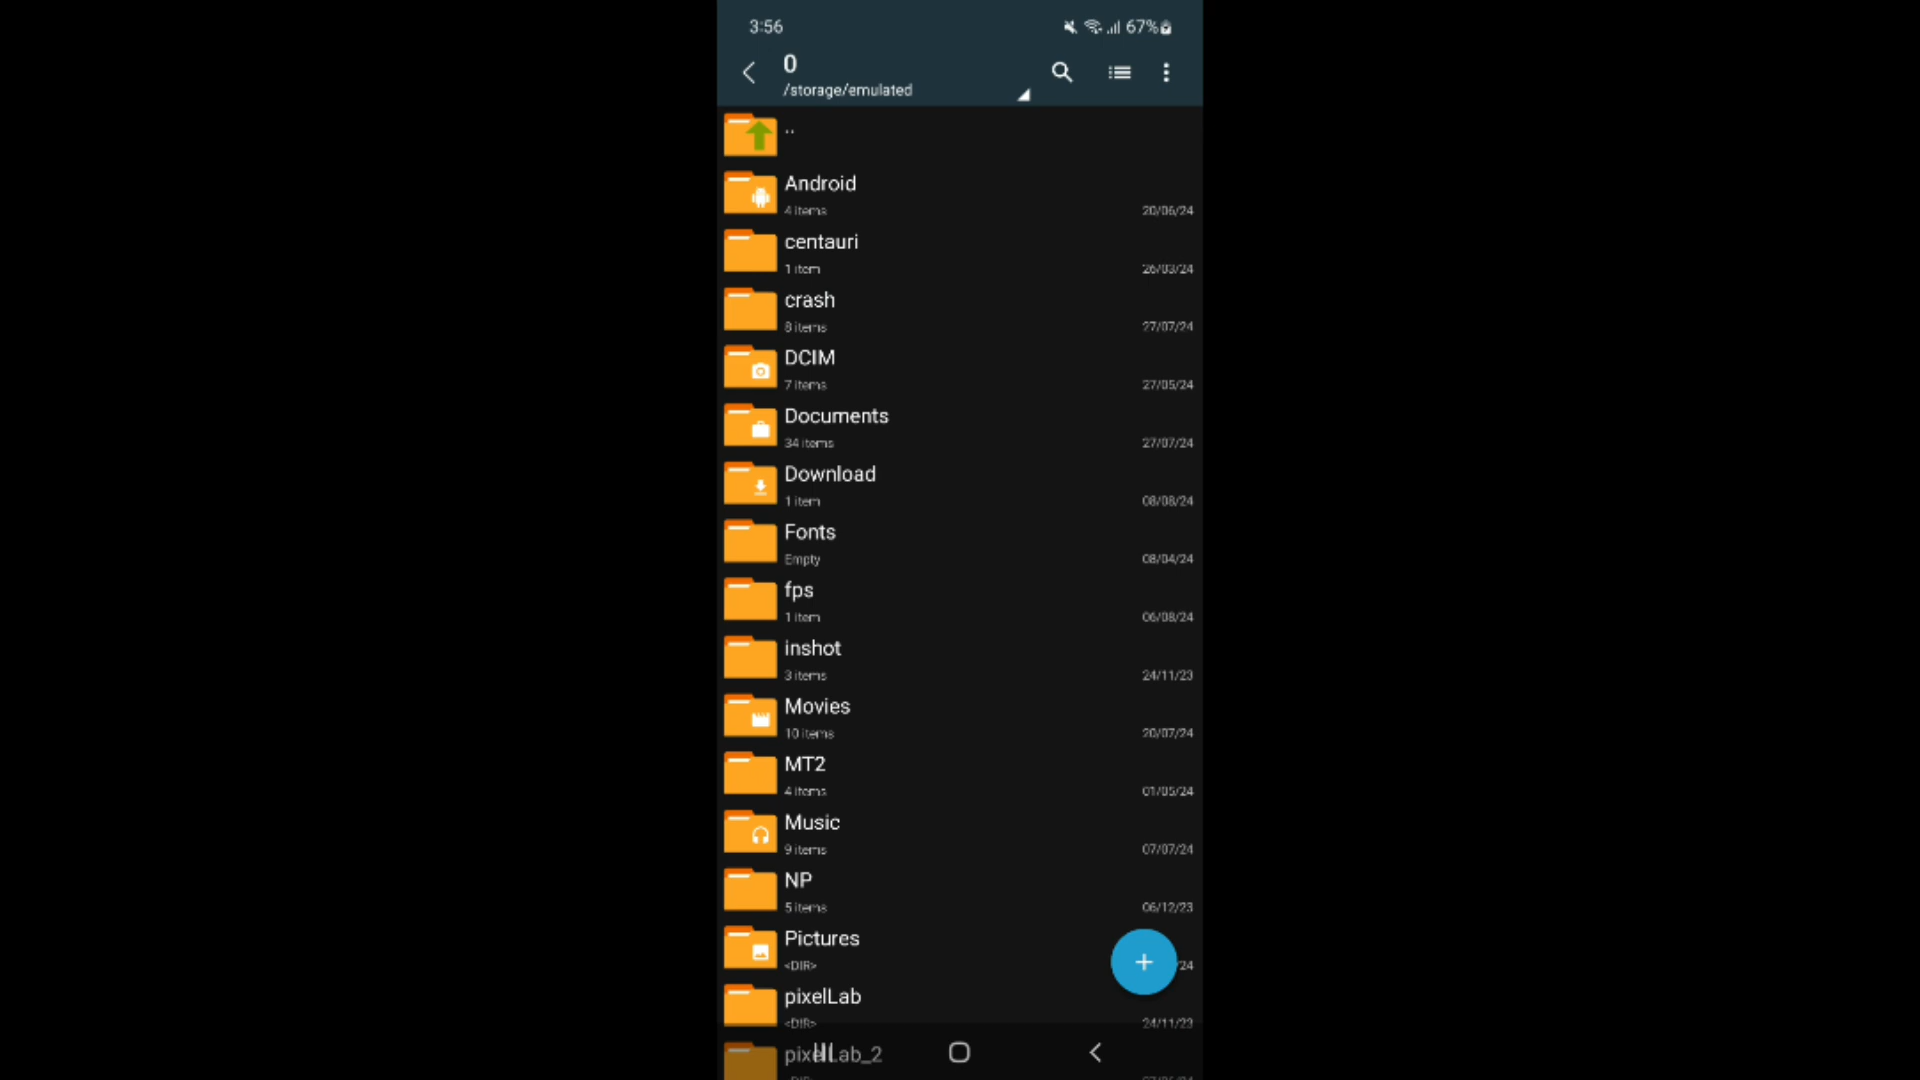 3:56
67%
0
/storage/emulated
..
Android
4 items
20/06/24
centauri
1 item
26/03/24
crash
8 items
27/07/24
DCIM
7 items
27/05/24
Documents
34 items
27/07/24
Download
1 item
08/08/24
Fonts
Empty
08/04/24
fps
1 item
06/08/24
inshot
3 items
24/11/23
Movies
10 items
20/07/24
MT2
4 items
01/05/24
Music
9 items
07/07/24
NP
5 items
06/12/23
Pictures
<DIR>
/24
pixelLab
<DIR>
24/11/23
pixelLab_2